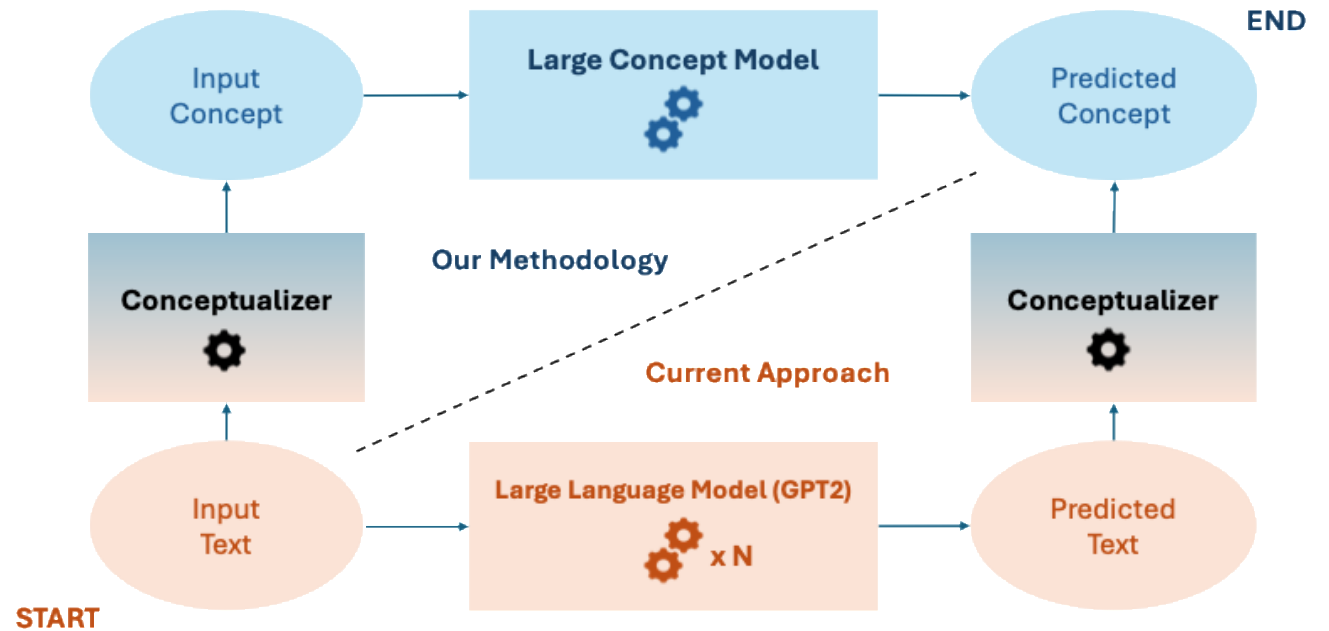 END
Input
Concept
Large Concept Model
Predicted
Concept
Our Methodology
Conceptualizer
Conceptualizer
Current Approach
Input
Text
Large Language Model (GPT2)
x N
Predicted
Text
START